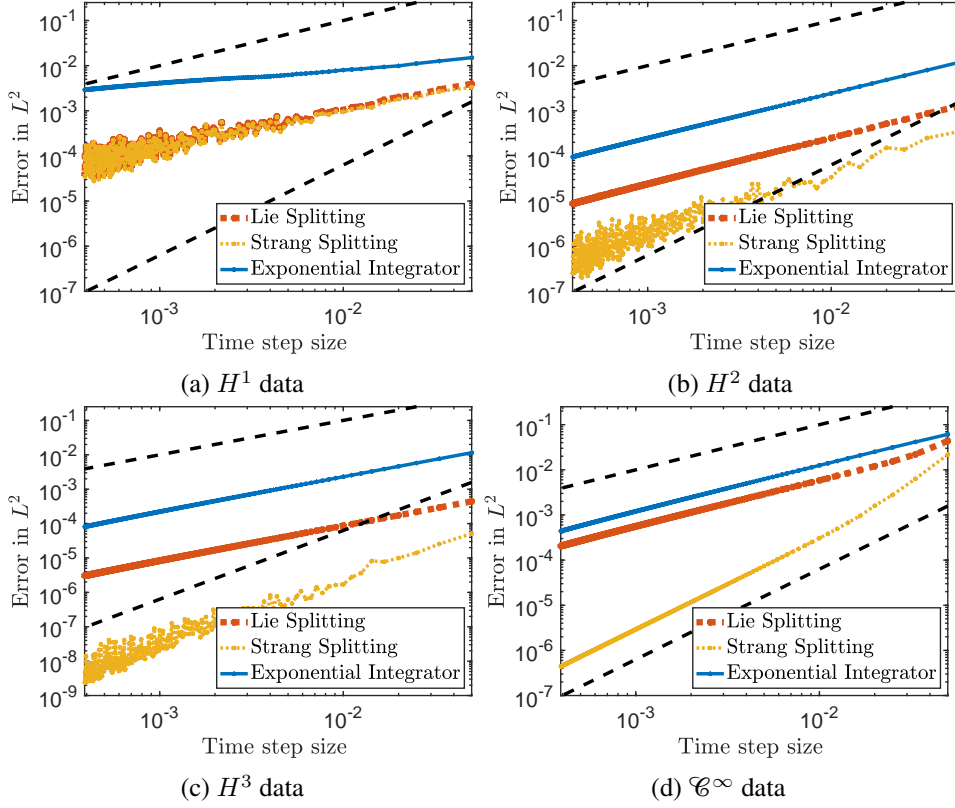 10^-1
10^-2
10^-3
10^-4
10^-5
10^-6
10^-7
Error in L^2
Lie Splitting
Strang Splitting
Exponential Integrator
10^-3 10^-2
Time step size
(a) H^1 data
10^-1
10^-2
10^-3
10^-4
10^-5
10^-6
10^-7
Error in L^2
Lie Splitting
Strang Splitting
Exponential Integrator
10^-3 10^-2
Time step size
(b) H^2 data
10^-1
10^-2
10^-3
10^-4
10^-5
10^-6
10^-7
10^-8
10^-9
Error in L^2
Lie Splitting
Strang Splitting
Exponential Integrator
10^-3 10^-2
Time step size
(c) H^3 data
10^-1
10^-2
10^-3
10^-4
10^-5
10^-6
10^-7
Error in L^2
Lie Splitting
Strang Splitting
Exponential Integrator
10^-3 10^-2
Time step size
(d) 𝒞^∞ data